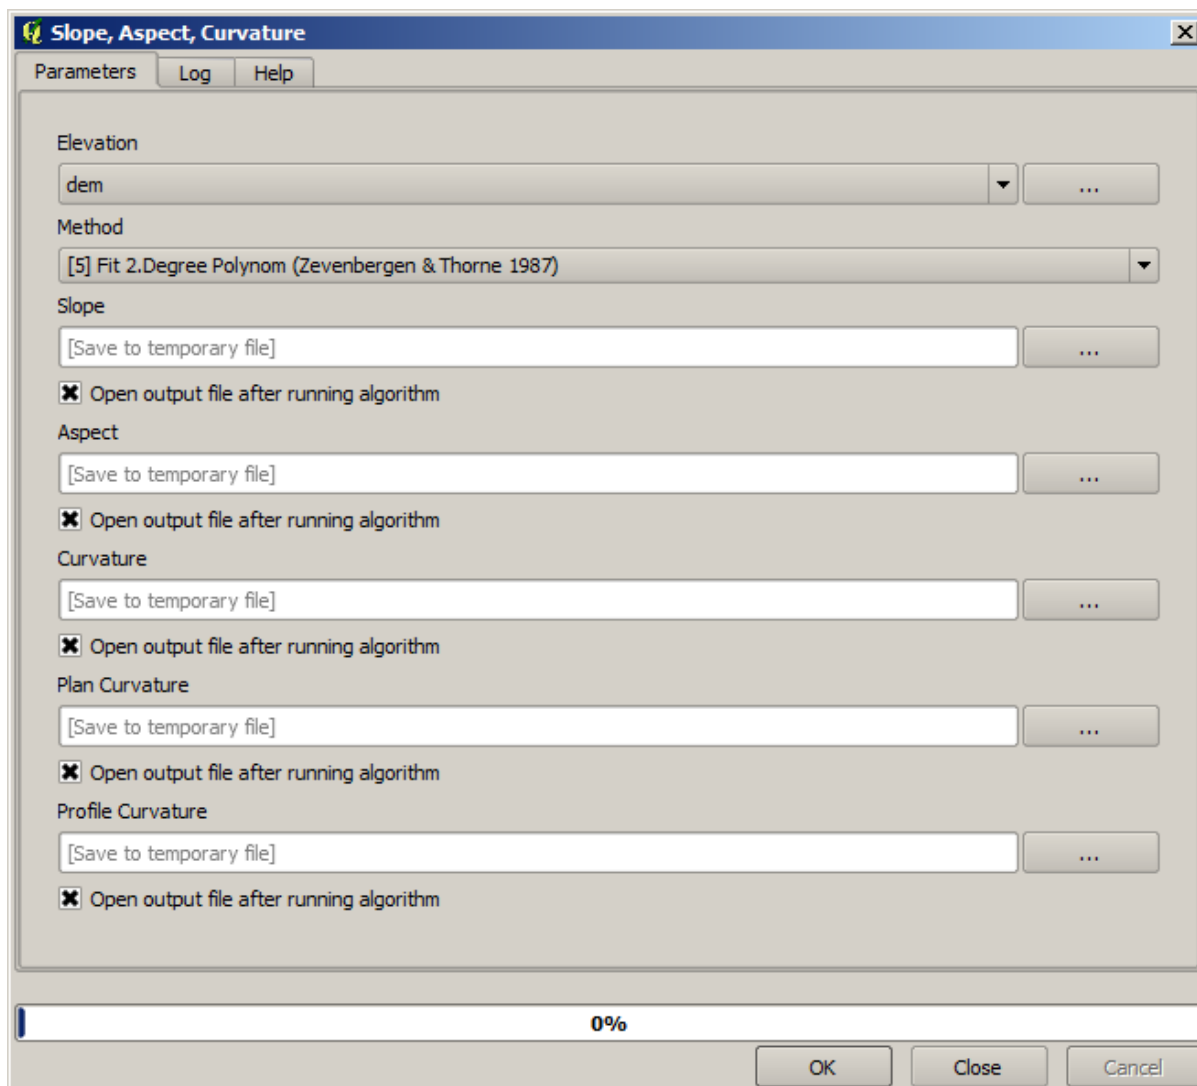 Slope, Aspect, Curvature
Parameters Log Help
Elevation
dem ...
Method
[5] Fit 2.Degree Polynom (Zevenbergen & Thorne 1987)
Slope
[Save to temporary file] ...
Open output file after running algorithm
Aspect
[Save to temporary file] ...
Open output file after running algorithm
Curvature
[Save to temporary file] ...
Open output file after running algorithm
Plan Curvature
[Save to temporary file] ...
Open output file after running algorithm
Profile Curvature
[Save to temporary file] ...
Open output file after running algorithm
0%
OK Close Cancel